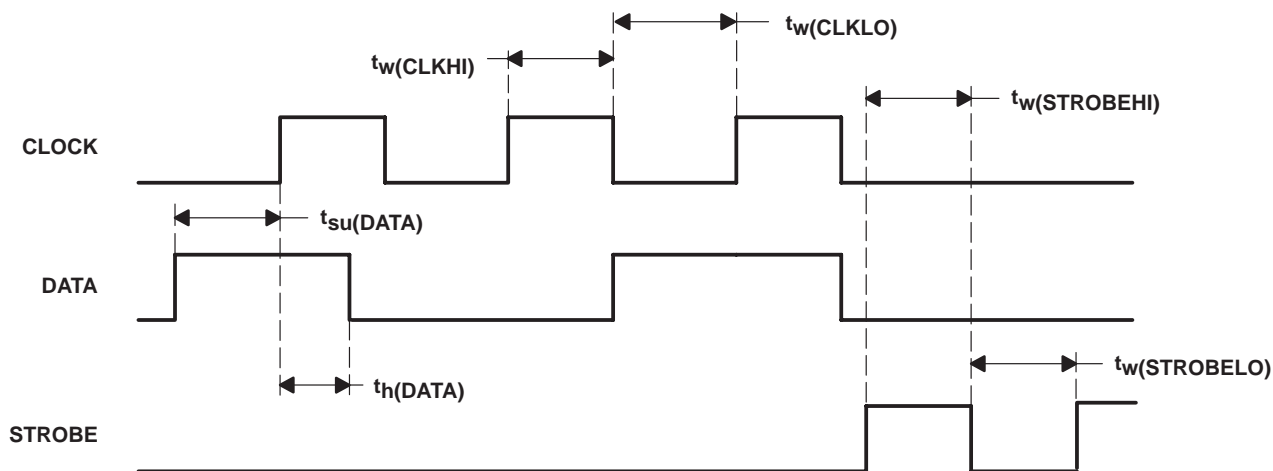 tw(CLKLO)
tw(CLKHI)
tw(STROBEHI)
CLOCK
tsu(DATA)
DATA
tw(STROBELO)
th(DATA)
STROBE